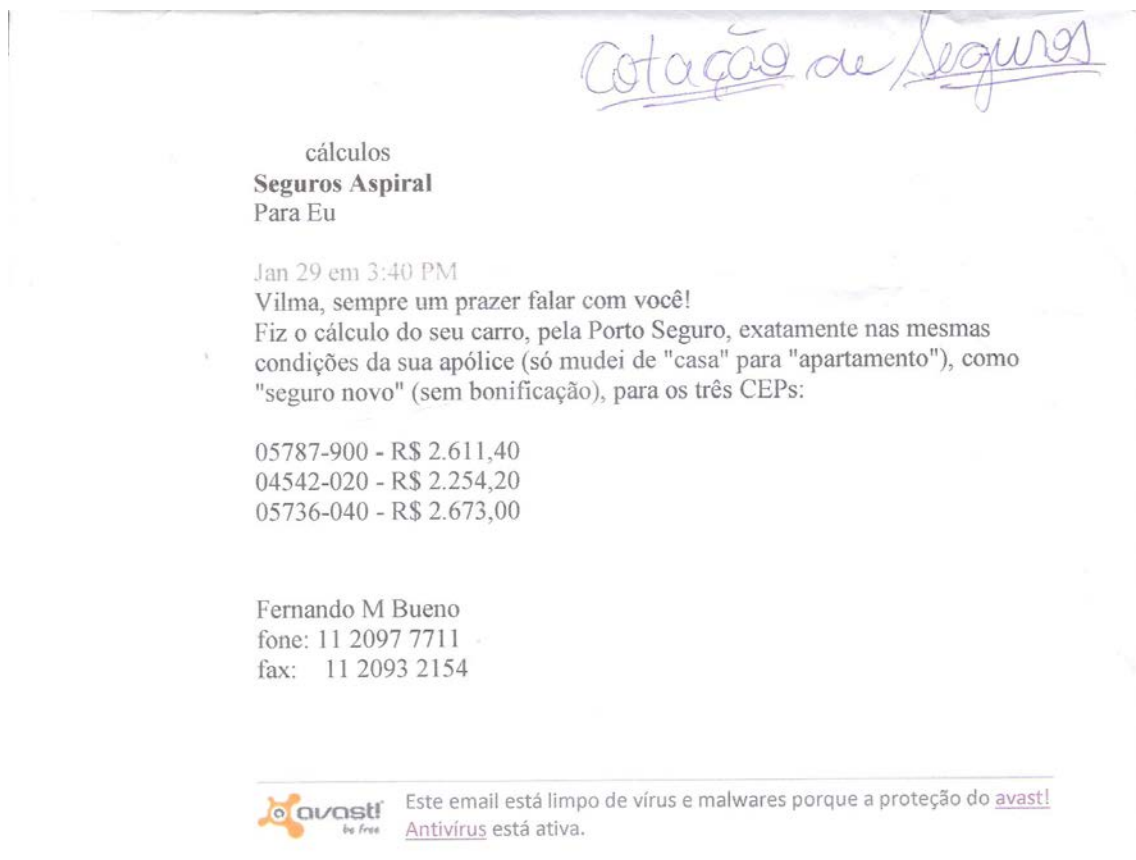 Cotação de Seguros
cálculos
Seguros Aspiral
Para Eu
Jan 29 em 3:40 PM
Vilma, sempre um prazer falar com você!
Fiz o cálculo do seu carro, pela Porto Seguro, exatamente nas mesmas
condições da sua apólice (só mudei de "casa" para "apartamento"), como
"seguro novo" (sem bonificação), para os três CEPs:
05787-900 - R$ 2.611,40
04542-020 - R$ 2.254,20
05736-040 - R$ 2.673,00
Fernando M Bueno
fone: 11 2097 7711
fax: 11 2093 2154
avast!
be free
Este email está limpo de vírus e malwares porque a proteção do avast!
Antivírus está ativa.